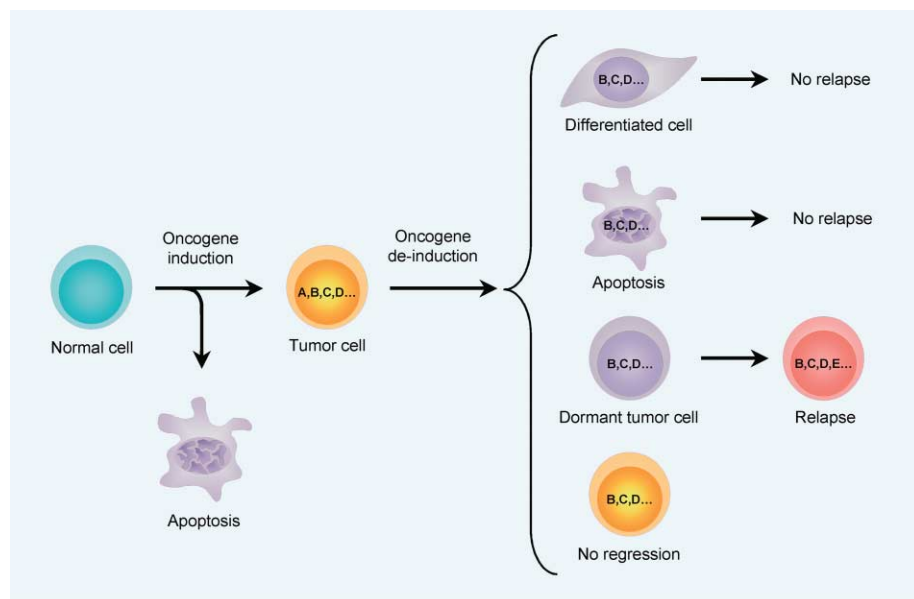 B,C,D...
Differentiated cell
No relapse
B,C,D...
Apoptosis
No relapse
Oncogene
induction
Oncogene
de-induction
Normal cell
A,B,C,D...
Tumor cell
Apoptosis
B,C,D...
Dormant tumor cell
B,C,D,E...
Relapse
B,C,D...
No regression